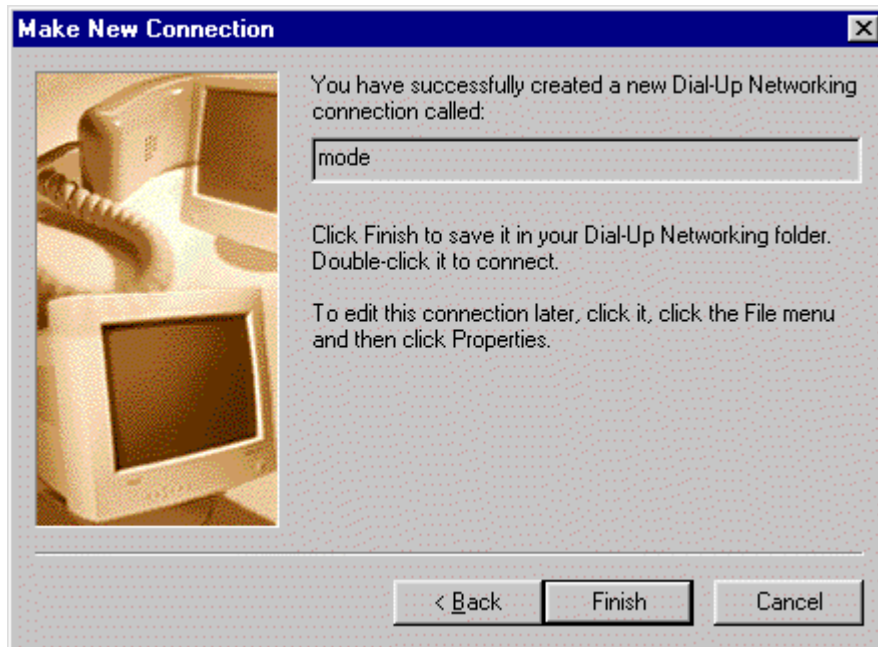 Make New Connection
You have successfully created a new Dial-Up Networking
connection called:
mode
Click Finish to save it in your Dial-Up Networking folder.
Double-click it to connect.
To edit this connection later, click it, click the File menu
and then click Properties.
< Back Finish Cancel